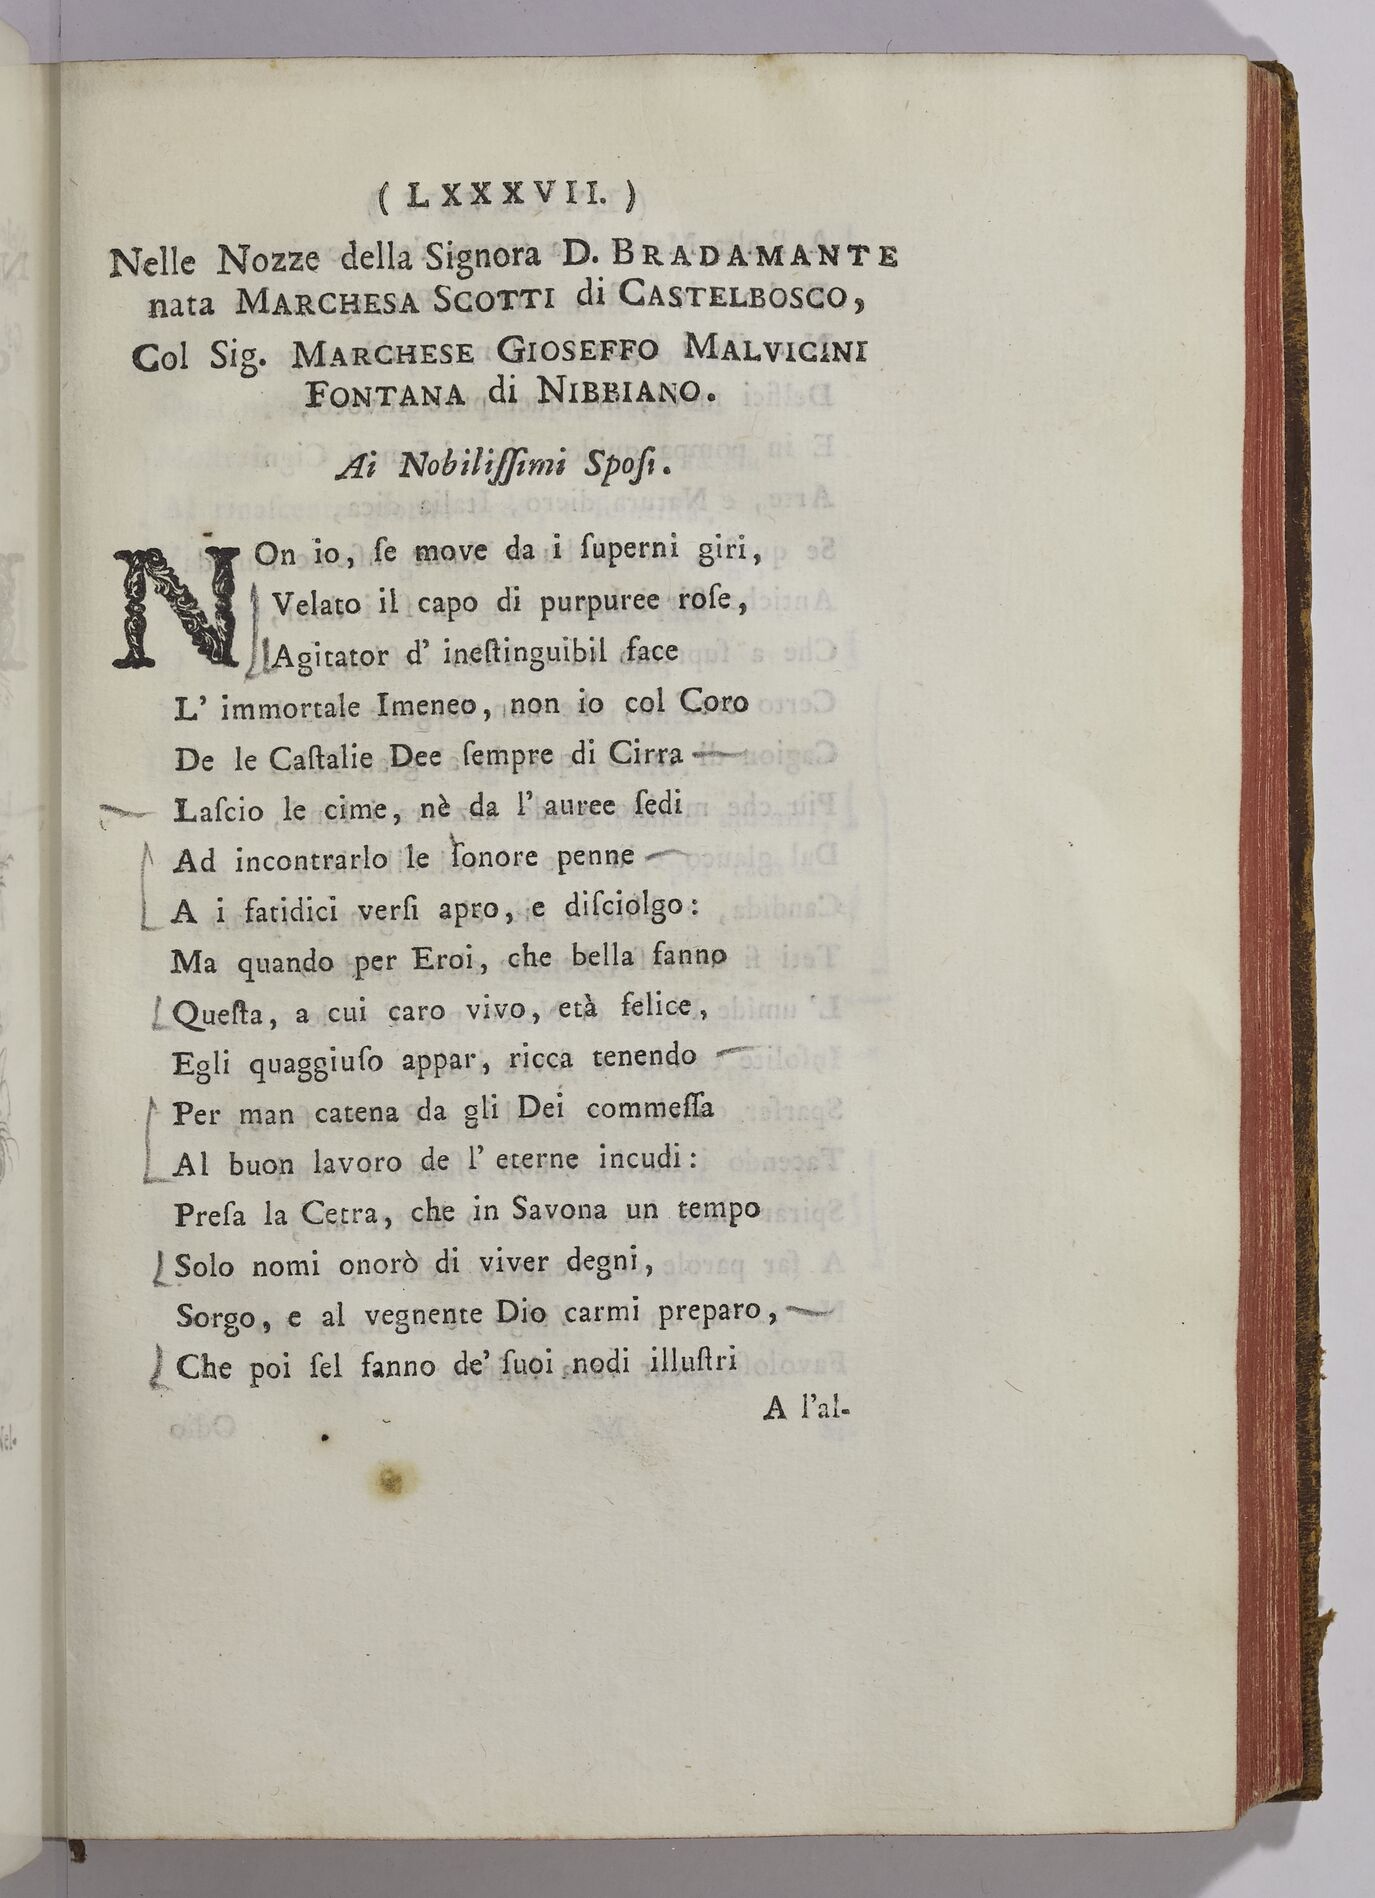 ( LXXXVII. )
Nelle Nozze della Signora D. BRADAMANTE
nata MARCHESA SCOTTI di CASTELBOSCO,
Col Sig. MARCHESE GIOSEFFO MALVICINI
FONTANA di NIBBIANO.
Ai Nobiliſſimi Spoſi.
NOn io, ſe move da i ſuperni giri,
Velato il capo di purpuree roſe,
Agitator d' ineſtinguibil face
L' immortale Imeneo, non io col Coro
De le Caſtalie Dee ſempre di Cirra
Laſcio le cime, nè da l' auree ſedi
Ad incontrarlo le ſonore penne
A i fatidici verſi apro, e diſciolgo:
Ma quando per Eroi, che bella fanno
Queſta, a cui caro vivo, età felice,
Egli quaggiuſo appar, ricca tenendo
Per man catena da gli Dei commeſſa
Al buon lavoro de l' eterne incudi:
Preſa la Cetra, che in Savona un tempo
Solo nomi onorò di viver degni,
Sorgo, e al vegnente Dio carmi preparo,
Che poi ſel fanno de' ſuoi nodi illuſtri
A l'al-